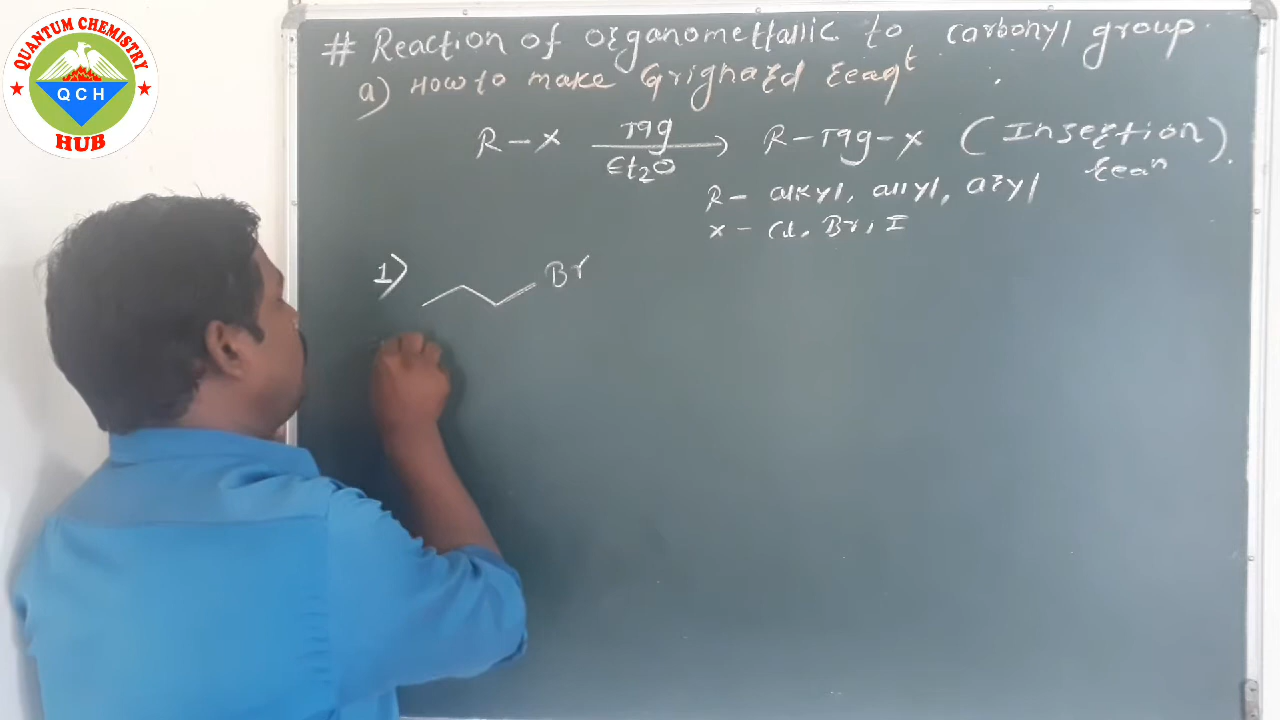 QUANTUM CHEMISTRY
QCH
HUB
# Reaction of organometallic to carbonyl group.
a) How to make Grignard reagt
R-X Mg Et2O → R-Mg-X (Insertion).
reaⁿ
R - alkyl, allyl, aryl
X - Cl, Br, I
1) Br